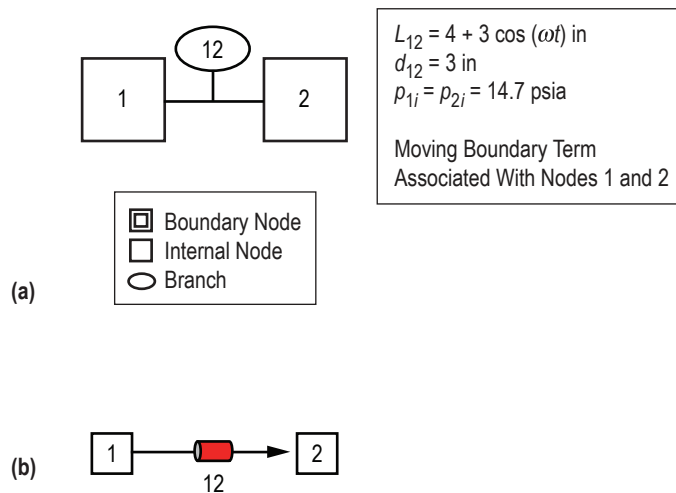 12
1
2
L12 = 4 + 3 cos (ωt) in
d12 = 3 in
p1i = p2i = 14.7 psia
Moving Boundary Term
Associated With Nodes 1 and 2
Boundary Node
Internal Node
Branch
(a)
1
2
12
(b)